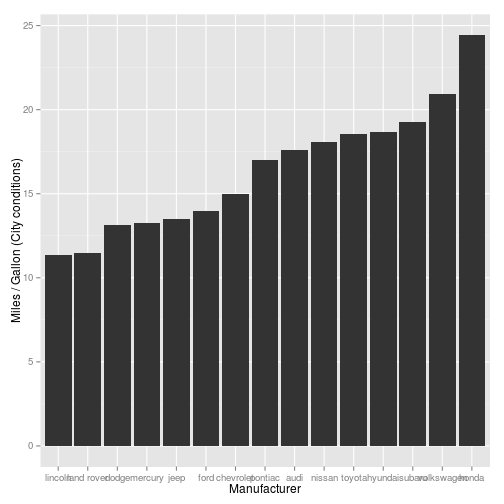 25
20
15
10
5
0
Miles / Gallon (City conditions)
lincoln land rover dodge mercury jeep ford chevrolet pontiac audi nissan toyota hyundai subaru volkswagen honda
Manufacturer